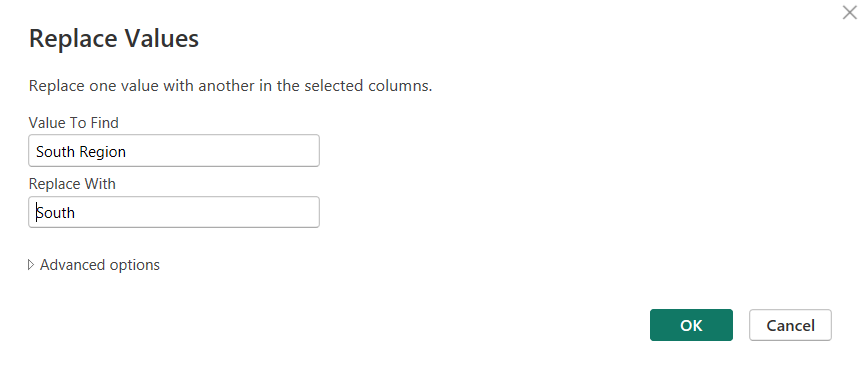 Replace Values
Replace one value with another in the selected columns.
Value To Find
South Region
Replace With
South
Advanced options
OK
Cancel